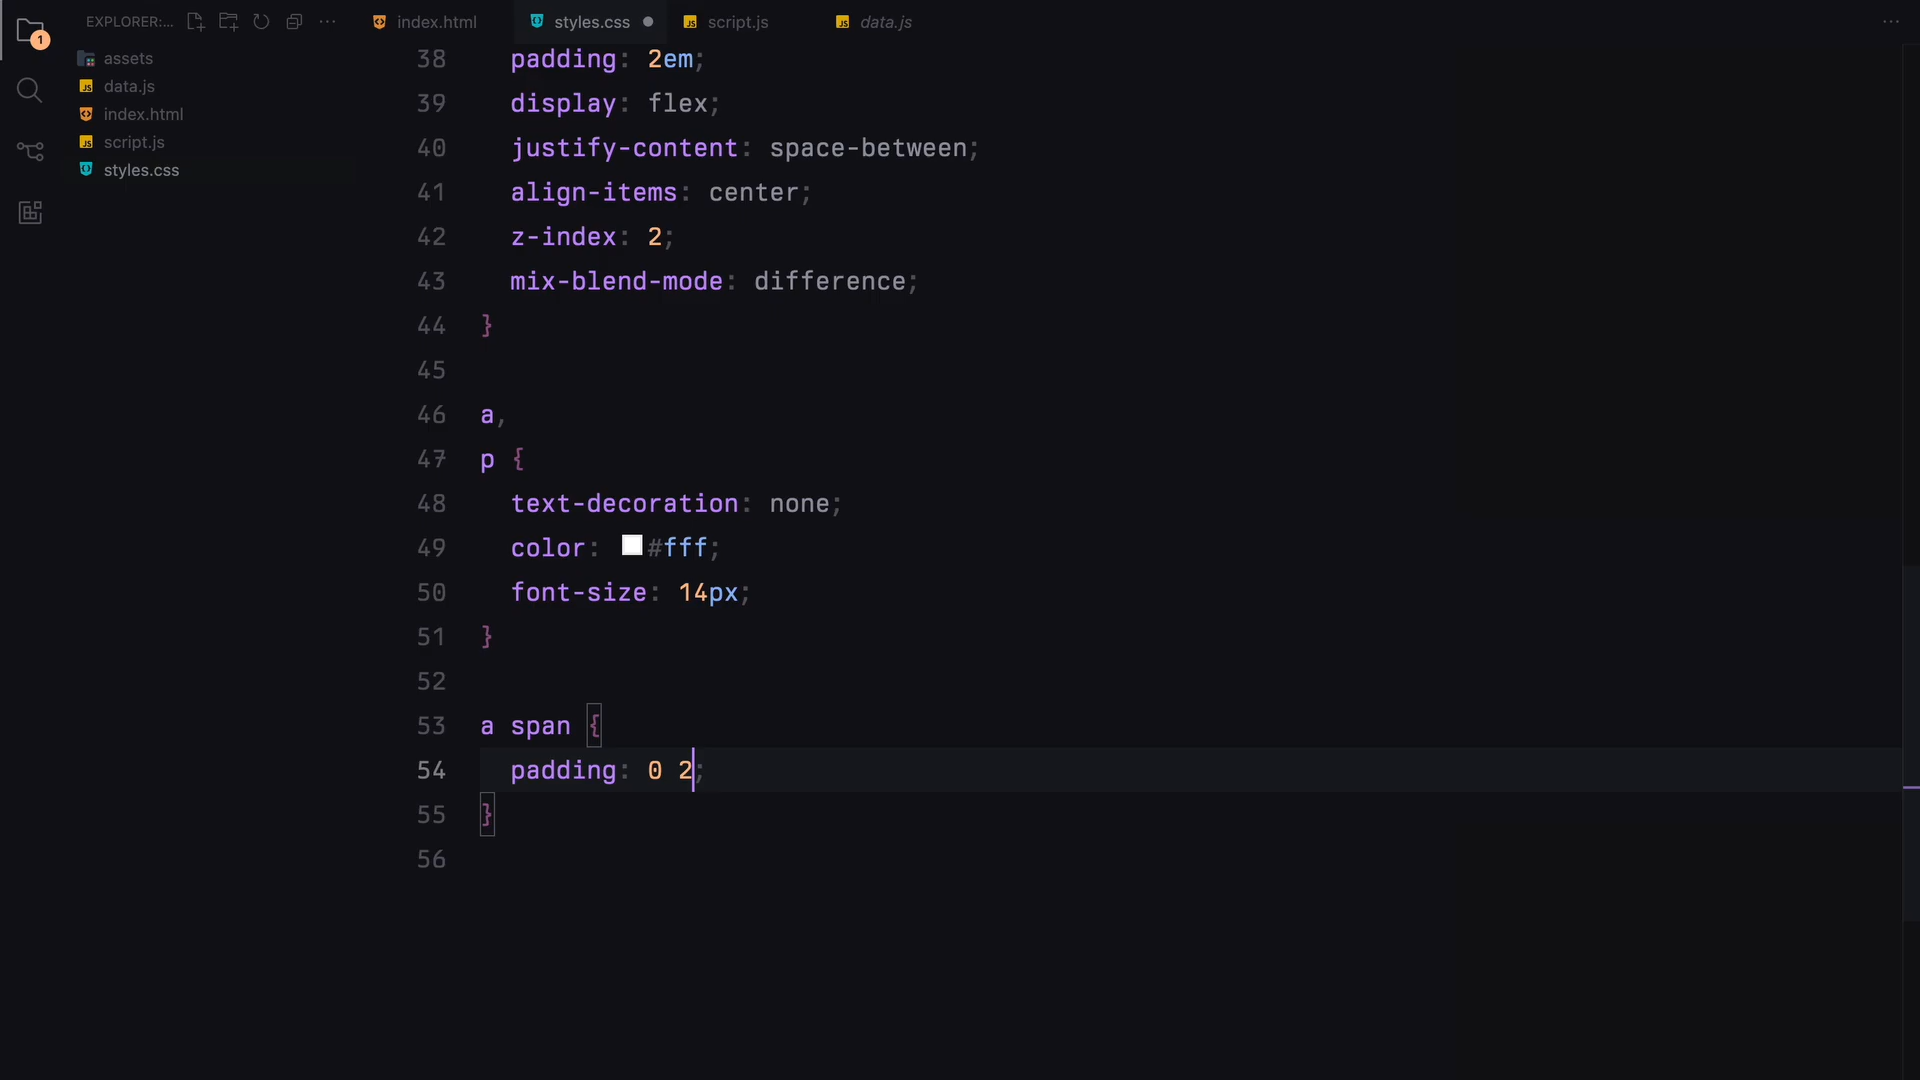 EXPLORER:...
index.html
styles.css
script.js
data.js
1
assets
data.js
index.html
script.js
styles.css
38 padding: 2em;
39 display: flex;
40 justify-content: space-between;
41 align-items: center;
42 z-index: 2;
43 mix-blend-mode: difference;
44 }
45
46 a,
47 p {
48 text-decoration: none;
49 color: #fff;
50 font-size: 14px;
51 }
52
53 a span {
54 padding: 0 2;
55 }
56